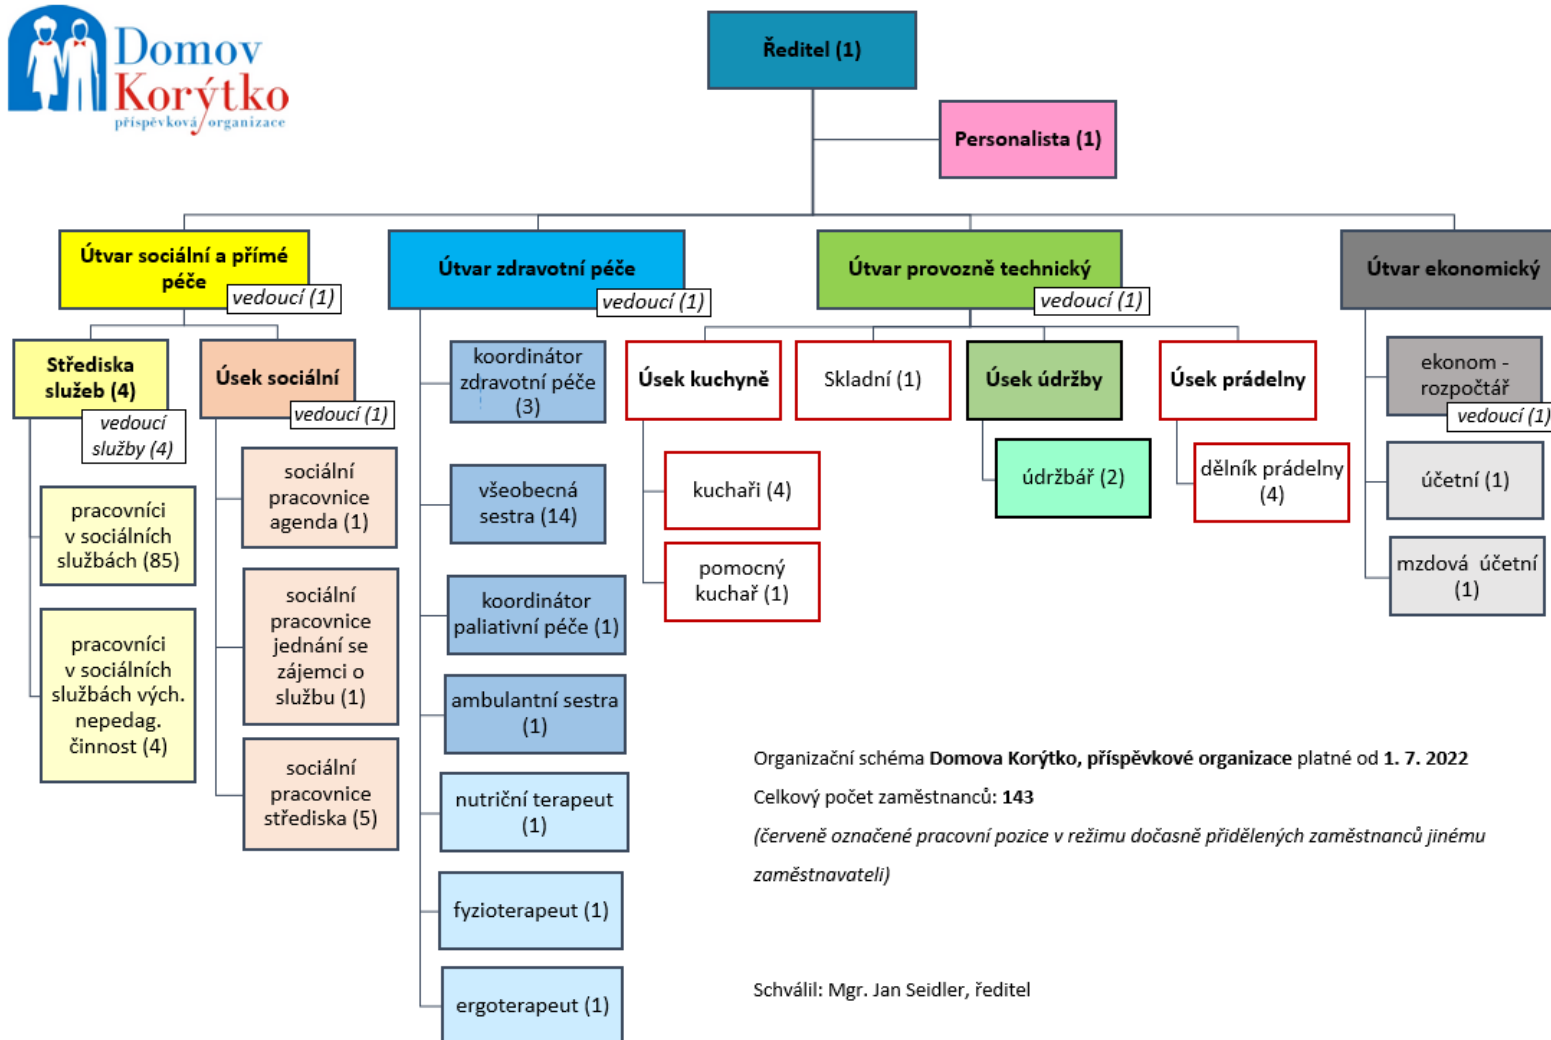 Domov
Korýtko
příspěvková organizace
Ředitel (1)
Personalista (1)
Útvar sociální a přímé
péče
vedoucí (1)
Střediska
služeb (4)
vedoucí
služby (4)
pracovníci
v sociálních
službách (85)
pracovníci
v sociálních
službách vých.
nepedag.
činnost (4)
Úsek sociální
vedoucí (1)
sociální
pracovnice
agenda (1)
sociální
pracovnice
jednání se
zájemci o
službu (1)
sociální
pracovnice
střediska (5)
Útvar zdravotní péče
vedoucí (1)
koordinátor
zdravotní péče
(3)
všeobecná
sestra (14)
koordinátor
paliativní péče (1)
ambulantní sestra
(1)
nutriční terapeut
(1)
fyzioterapeut (1)
ergoterapeut (1)
Útvar provozně technický
vedoucí (1)
Úsek kuchyně
kuchaři (4)
pomocný
kuchař (1)
Skladní (1)
Úsek údržby
údržbář (2)
Úsek prádelny
dělník prádelny
(4)
Útvar ekonomický
ekonom -
rozpočtář
vedoucí (1)
účetní (1)
mzdová účetní
(1)
Organizační schéma Domova Korýtko, příspěvkové organizace platné od 1. 7. 2022
Celkový počet zaměstnanců: 143
(červeně označené pracovní pozice v režimu dočasně přidělených zaměstnanců jinému
zaměstnavateli)
Schválil: Mgr. Jan Seidler, ředitel